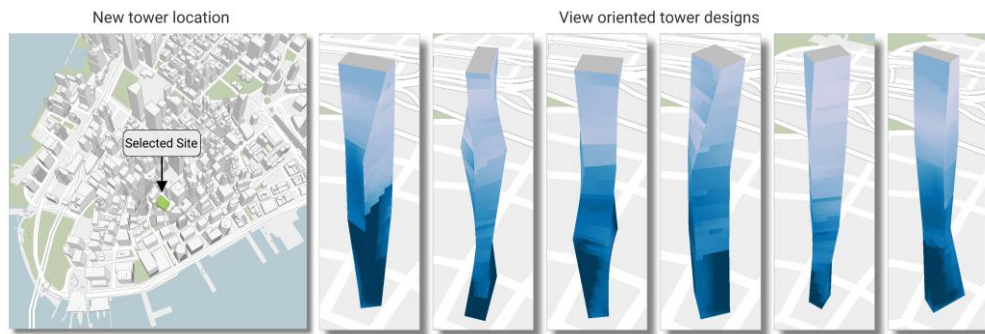 New tower location
View oriented tower designs
Selected Site